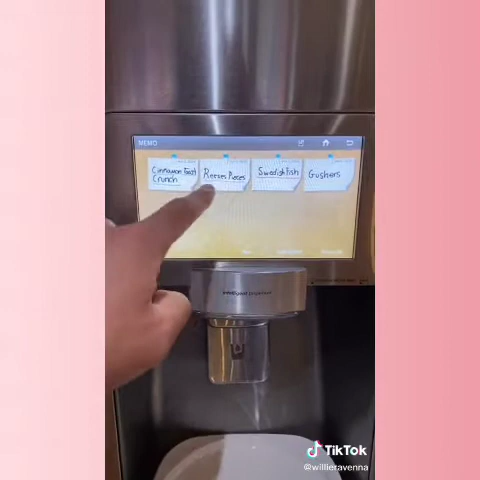 MEMO
Cinnamon Toast
Crunch
Reeses Pieces
Swedish Fish
Gushers
TikTok
@willieravenna